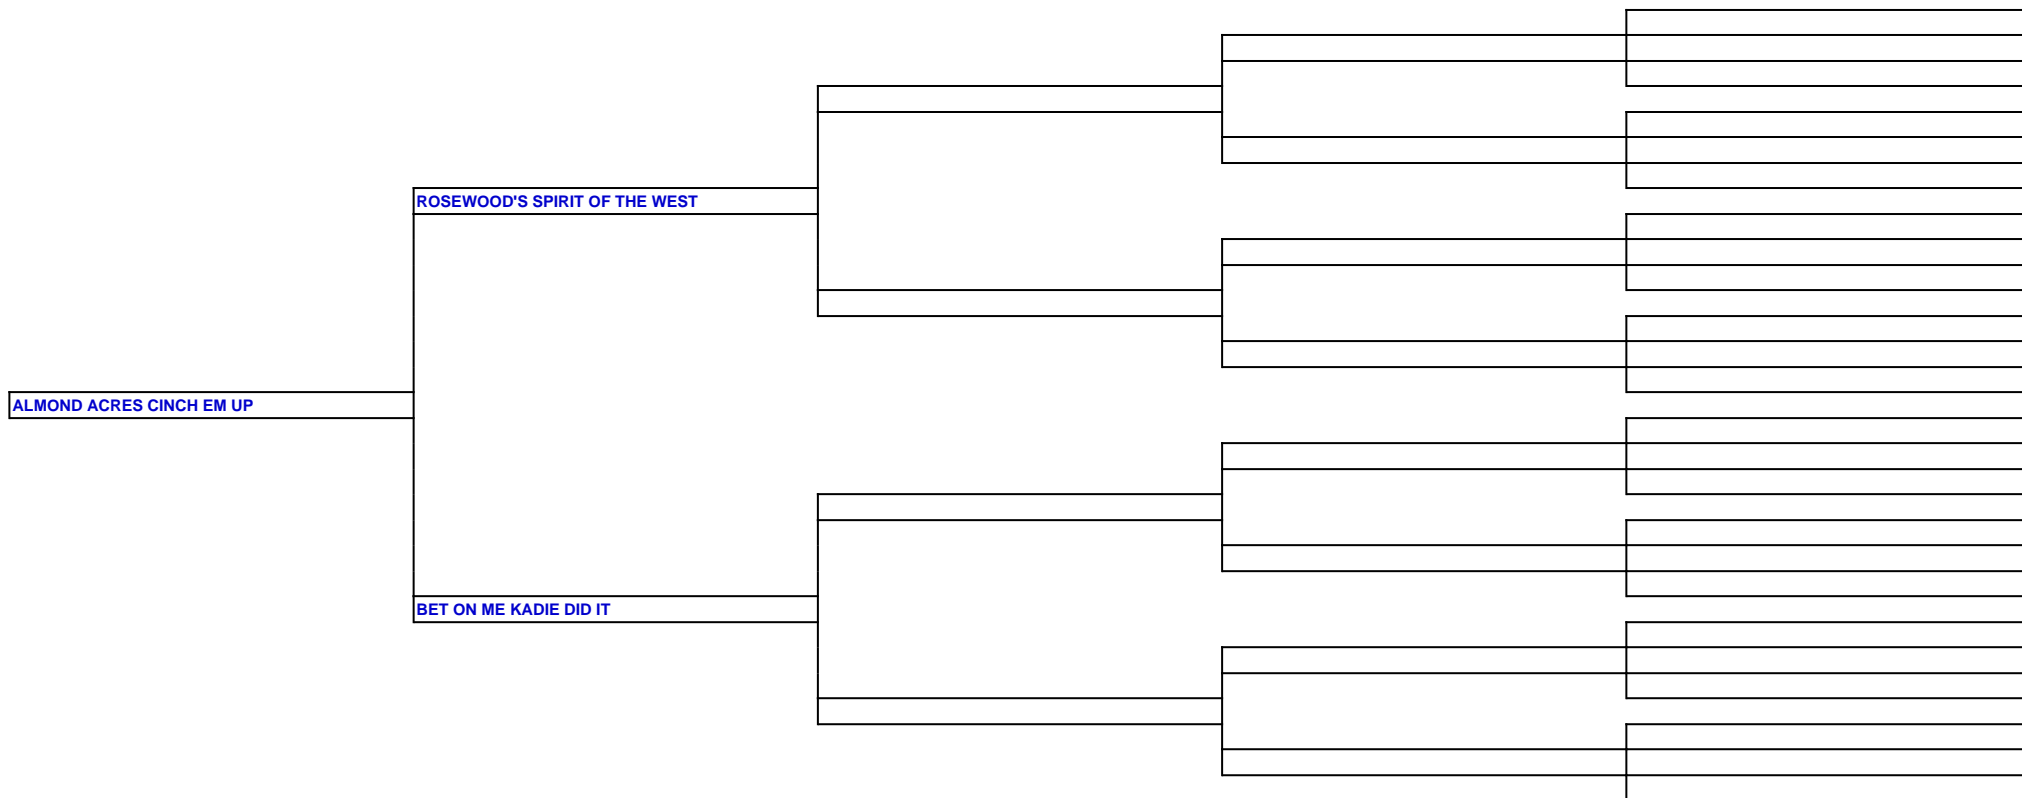 ROSEWOOD'S SPIRIT OF THE WEST
ALMOND ACRES CINCH EM UP
BET ON ME KADIE DID IT